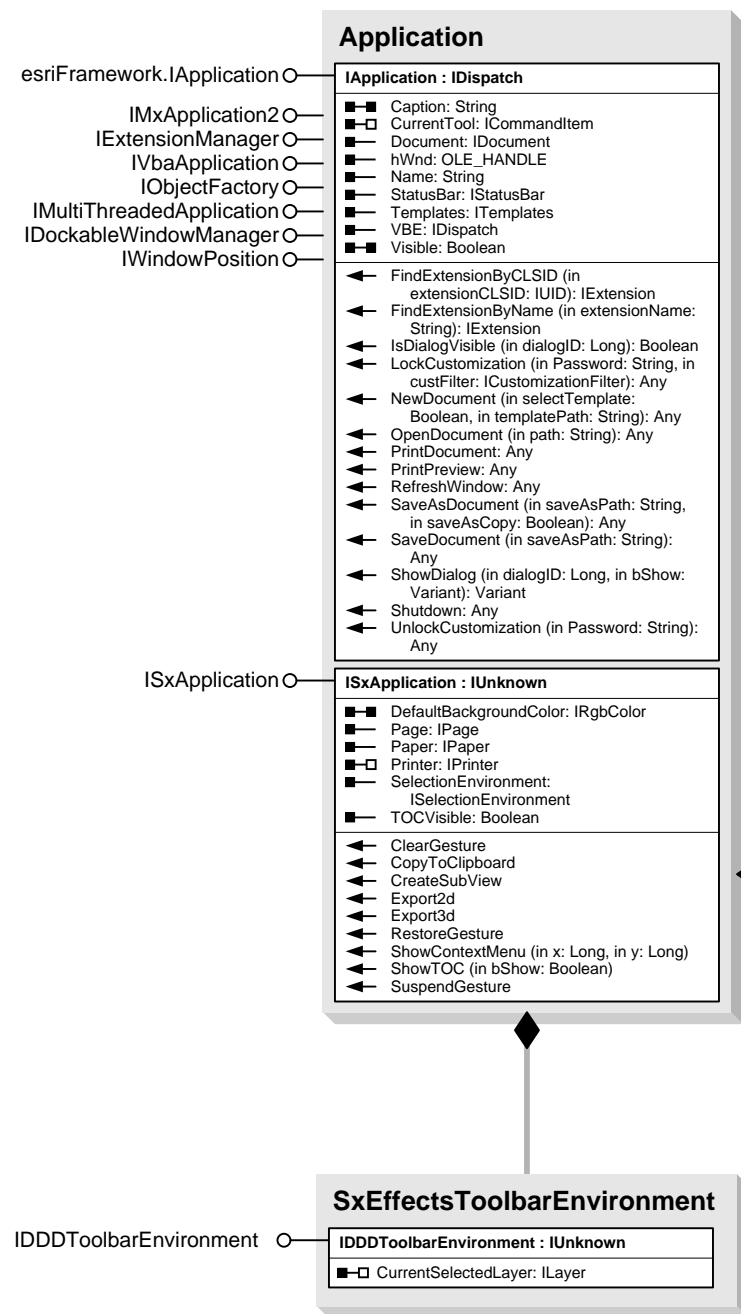 Application
esriFramework.IApplication
IApplication : IDispatch
IMxApplication2
IExtensionManager
IVbaApplication
IObjectFactory
IMultiThreadedApplication
IDockableWindowManager
IWindowPosition
Caption: String
CurrentTool: ICommandItem
Document: IDocument
hWnd: OLE_HANDLE
Name: String
StatusBar: IStatusBar
Templates: ITemplates
VBE: IDispatch
Visible: Boolean
FindExtensionByCLSID (in
extensionCLSID: IUID): IExtension
FindExtensionByName (in extensionName:
String): IExtension
IsDialogVisible (in dialogID: Long): Boolean
LockCustomization (in Password: String, in
custFilter: ICustomizationFilter): Any
NewDocument (in selectTemplate:
Boolean, in templatePath: String): Any
OpenDocument (in path: String): Any
PrintDocument: Any
PrintPreview: Any
RefreshWindow: Any
SaveAsDocument (in saveAsPath: String,
in saveAsCopy: Boolean): Any
SaveDocument (in saveAsPath: String):
Any
ShowDialog (in dialogID: Long, in bShow:
Variant): Variant
Shutdown: Any
UnlockCustomization (in Password: String):
Any
ISxApplication
ISxApplication : IUnknown
DefaultBackgroundColor: IRgbColor
Page: IPage
Paper: IPaper
Printer: IPrinter
SelectionEnvironment:
ISelectionEnvironment
TOCVisible: Boolean
ClearGesture
CopyToClipboard
CreateSubView
Export2d
Export3d
RestoreGesture
ShowContextMenu (in x: Long, in y: Long)
ShowTOC (in bShow: Boolean)
SuspendGesture
SxEffectsToolbarEnvironment
IDDDToolbarEnvironment
IDDDToolbarEnvironment : IUnknown
CurrentSelectedLayer: ILayer